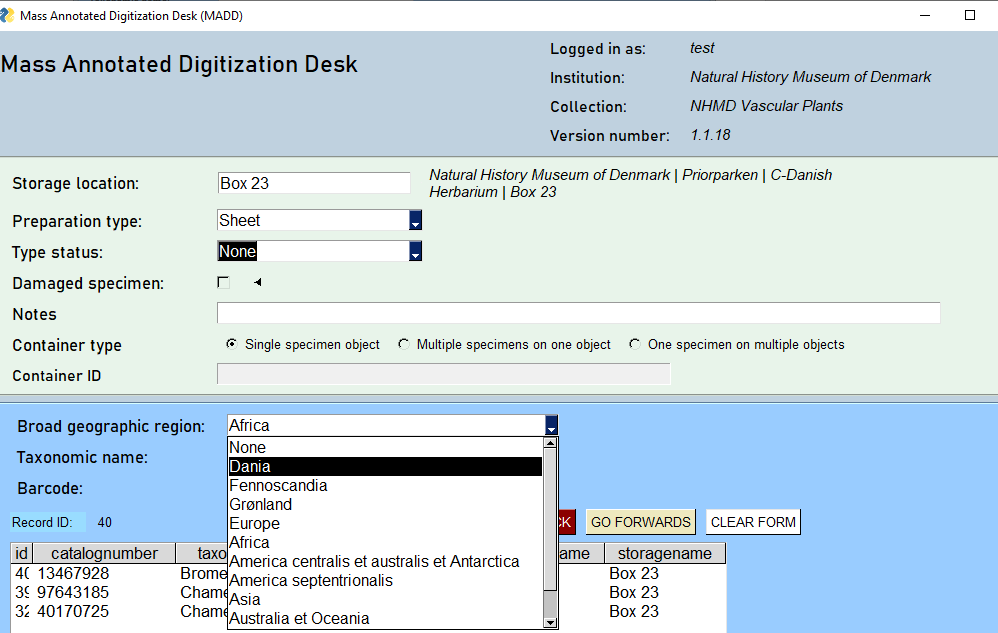 Mass Annotated Digitization Desk (MADD)
Mass Annotated Digitization Desk
Logged in as: test
Institution: Natural History Museum of Denmark
Collection: NHMD Vascular Plants
Version number: 1.1.18
Storage location: Box 23
Natural History Museum of Denmark | Priorparken | C-Danish
Herbarium | Box 23
Preparation type: Sheet
Type status: None
Damaged specimen:
Notes
Container type Single specimen object Multiple specimens on one object One specimen on multiple objects
Container ID
Broad geographic region: Africa
None
Taxonomic name:
Dania
Fennoscandia
Barcode:
Grønland
Europe
Record ID: 40
CK GO FORWARDS CLEAR FORM
Africa
id catalognumber taxo ame storagename
America centralis et australis et Antarctica
13467928 Brome Box 23
America septentrionalis
97643185 Chame Box 23
Asia
32 40170725 Chame Box 23
Australia et Oceania